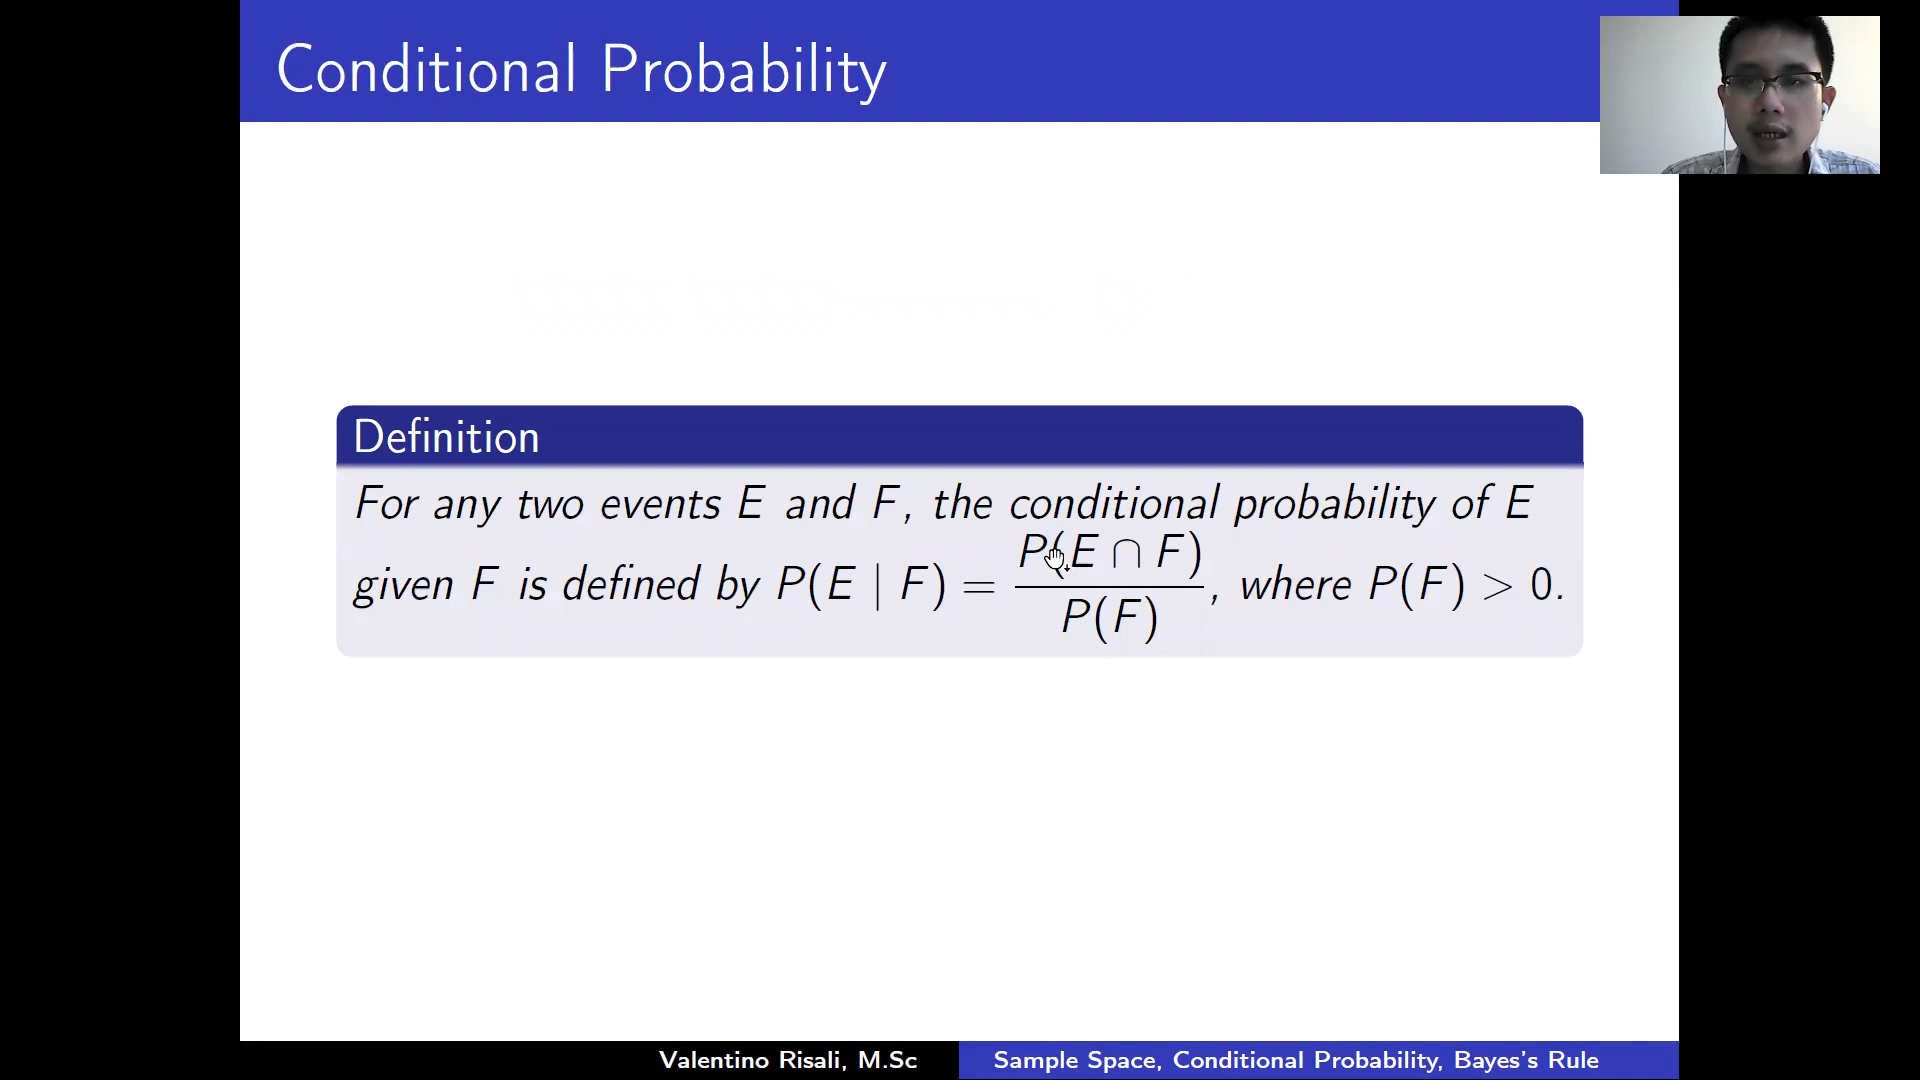 Conditional Probability
Definition
For any two events E and F, the conditional probability of E
given F is defined by P(E | F) = P(E ∩ F) / P(F), where P(F) > 0.
Valentino Risali, M.Sc
Sample Space, Conditional Probability, Bayes's Rule